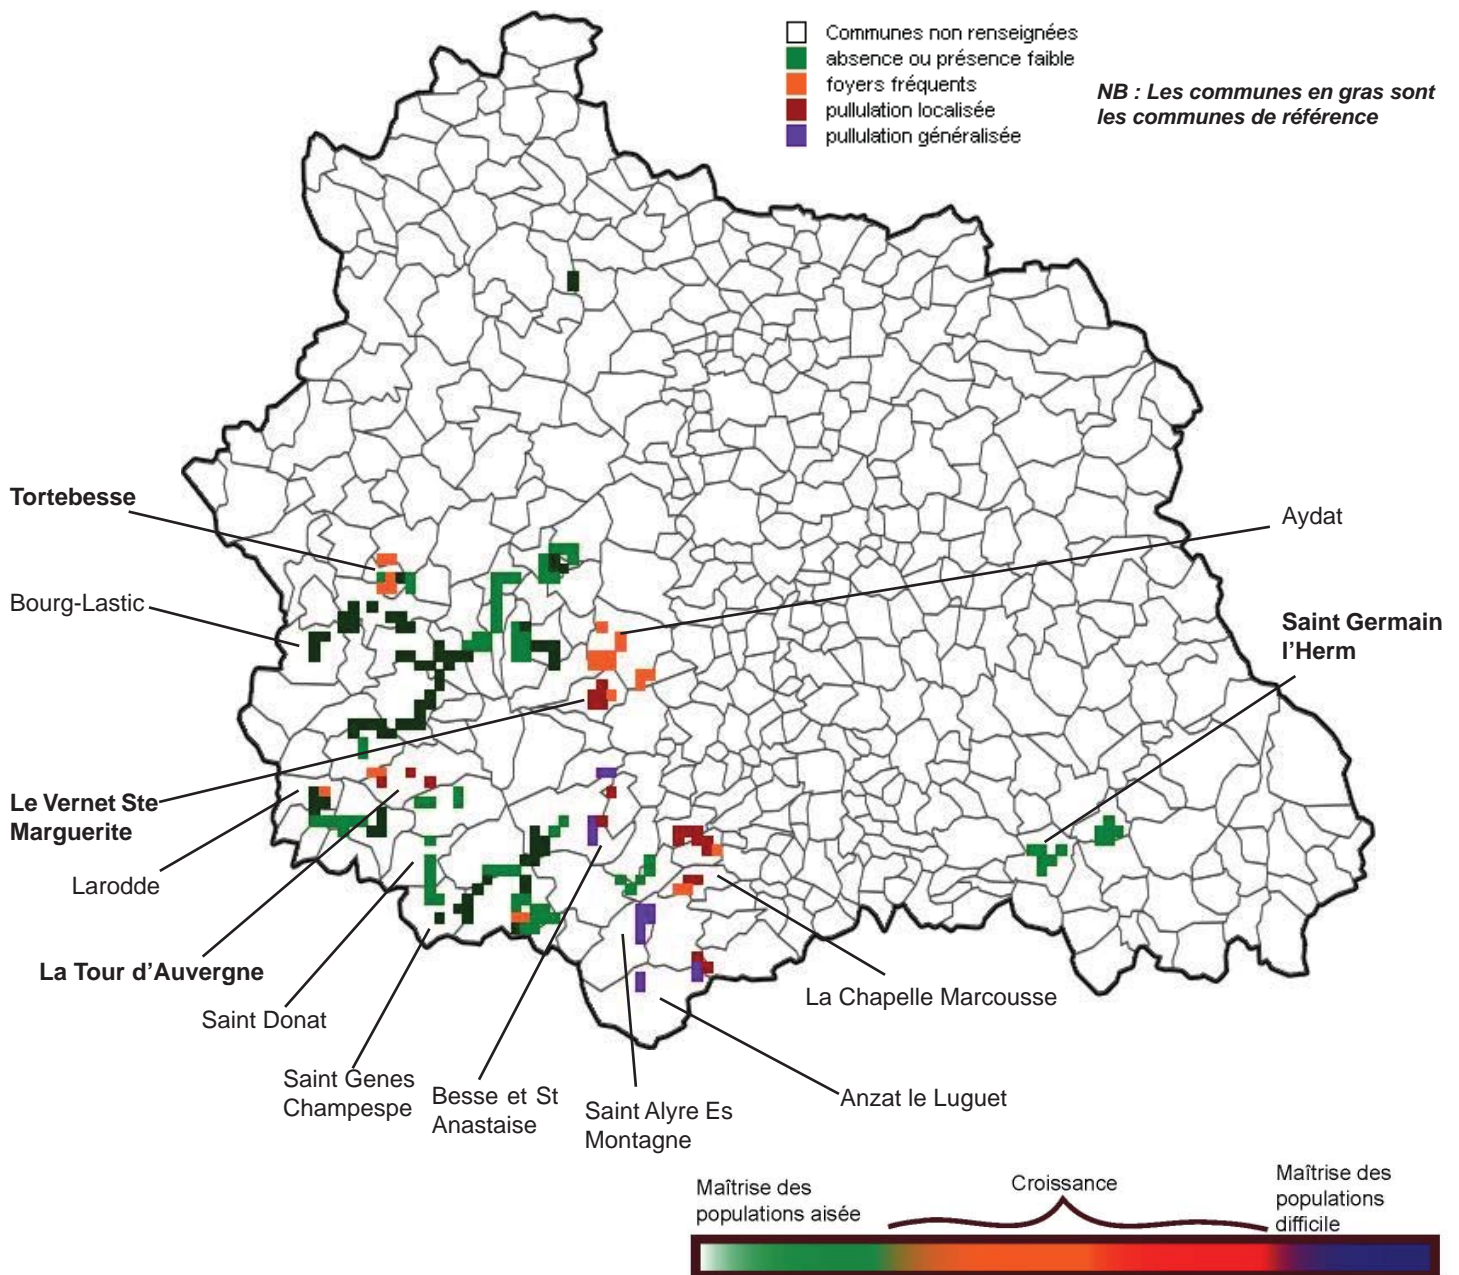 Communes non renseignées
absence ou présence faible
foyers fréquents
pullulation localisée
pullulation généralisée
NB : Les communes en gras sont
les communes de référence
Tortebesse
Aydat
Bourg-Lastic
Saint Germain
l'Herm
Le Vernet Ste
Marguerite
Larodde
La Tour d'Auvergne
La Chapelle Marcousse
Saint Donat
Saint Genes
Champespe
Besse et St
Anastaise
Saint Alyre Es
Montagne
Anzat le Luguet
Maîtrise des
populations aisée
Croissance
Maîtrise des
populations
difficile